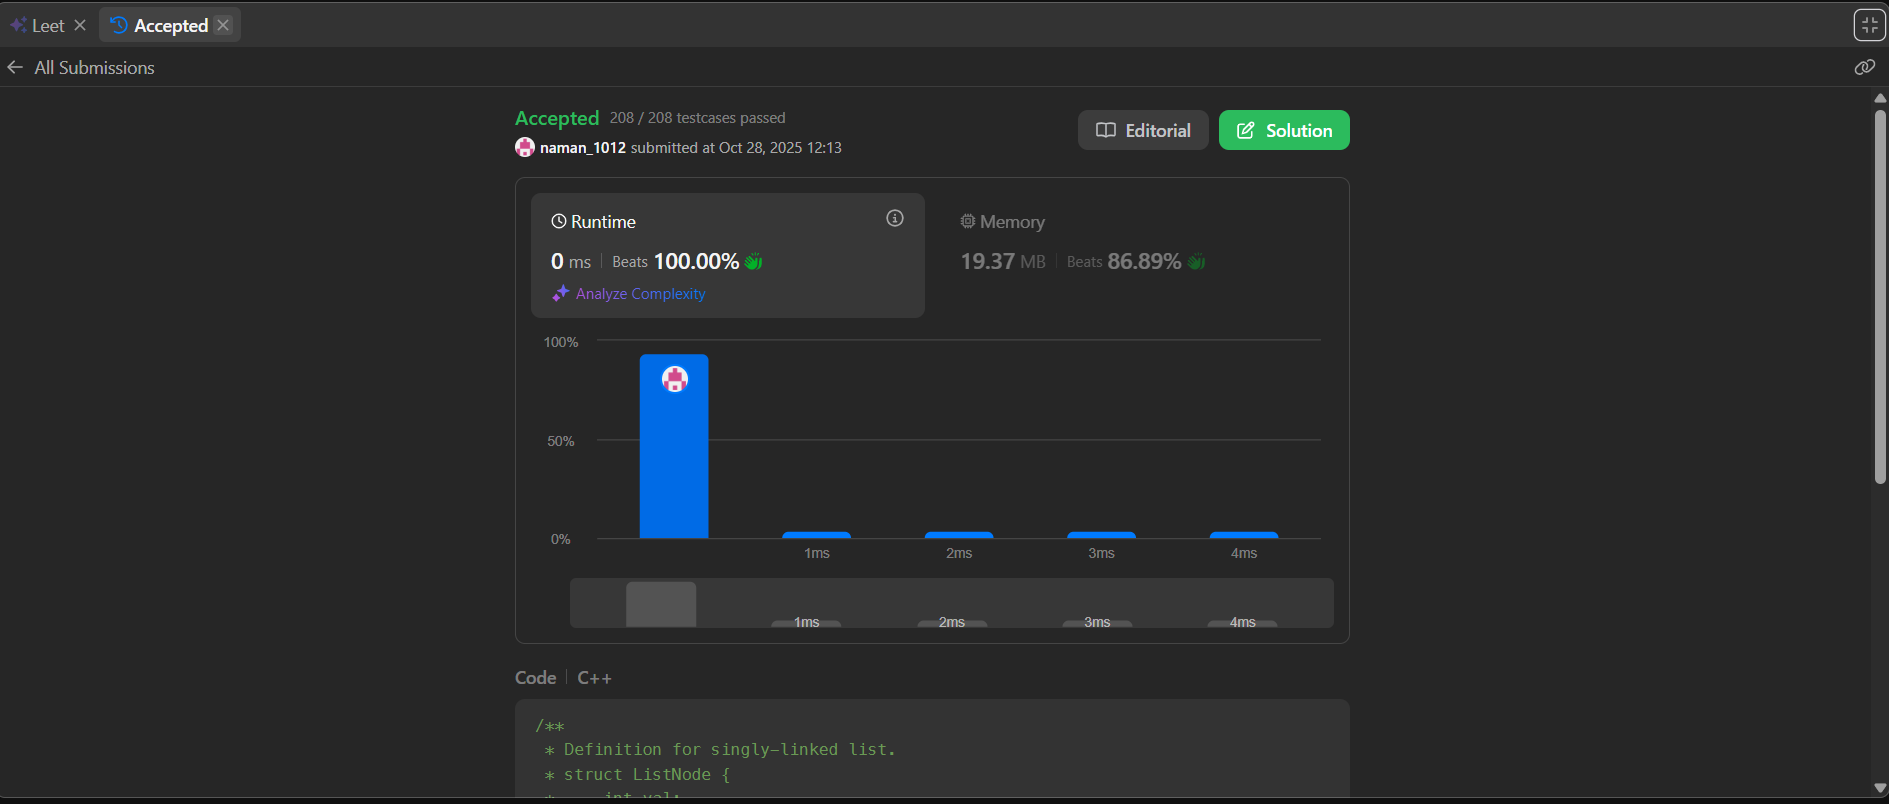 Leet
Accepted
All Submissions
Accepted 208 / 208 testcases passed
naman_1012 submitted at Oct 28, 2025 12:13
Editorial
Solution
Runtime
0 ms | Beats 100.00%
Analyze Complexity
Memory
19.37 MB | Beats 86.89%
100%
50%
0%
1ms 2ms 3ms 4ms
1ms 2ms 3ms 4ms
Code | C++
/**
* Definition for singly-linked list.
* struct ListNode {
* int val;